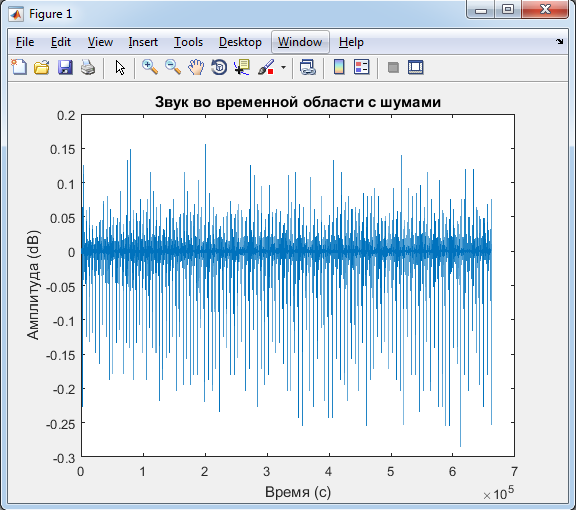 Figure 1
File Edit View Insert Tools Desktop Window Help
Звук во временной области с шумами
0.2
0.15
0.1
0.05
0
-0.05
-0.1
-0.15
-0.2
-0.25
-0.3
Амплитуда (dB)
0 1 2 3 4 5 6 7
Время (с)
×10^5